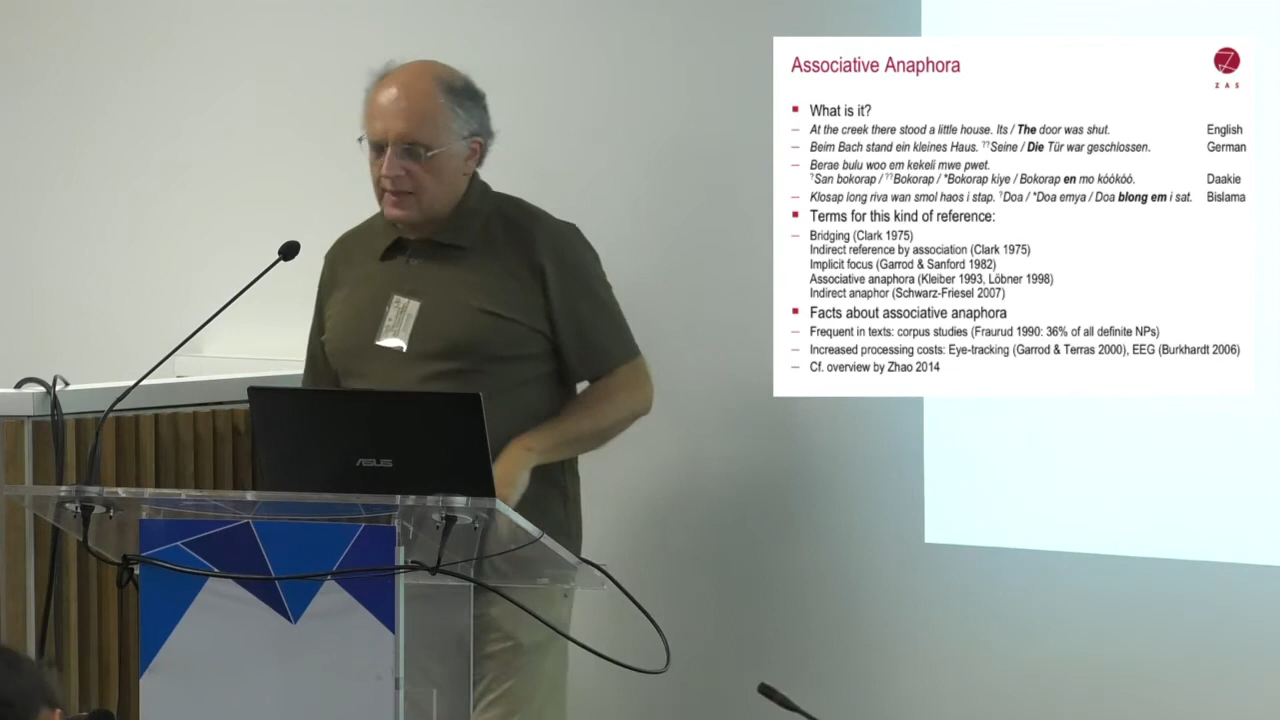 Associative Anaphora
Z A S
What is it?
At the creek there stood a little house. Its / The door was shut. English
Beim Bach stand ein kleines Haus. ??Seine / Die Tür war geschlossen. German
Berae bulu woo em kekeli mwe pwet.
?San bokorap / ??Bokorap / *Bokorap kiye / Bokorap en mo kóókóó. Daakie
Klosap long riva wan smol haos i stap. ?Doa / *Doa emya / Doa blong em i sat. Bislama
Terms for this kind of reference:
Bridging (Clark 1975)
Indirect reference by association (Clark 1975)
Implicit focus (Garrod & Sanford 1982)
Associative anaphora (Kleiber 1993, Löbner 1998)
Indirect anaphor (Schwarz-Friesel 2007)
Facts about associative anaphora
Frequent in texts: corpus studies (Fraurud 1990: 36% of all definite NPs)
Increased processing costs: Eye-tracking (Garrod & Terras 2000), EEG (Burkhardt 2006)
Cf. overview by Zhao 2014
ASUS